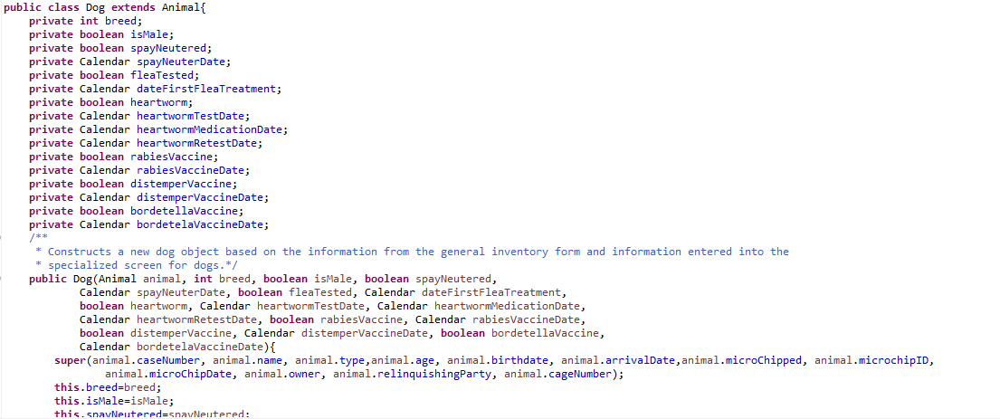 public class Dog extends Animal{
private int breed;
private boolean isMale;
private boolean spayNeutered;
private Calendar spayNeuterDate;
private boolean fleaTested;
private Calendar dateFirstFleaTreatment;
private boolean heartworm;
private Calendar heartwormTestDate;
private Calendar heartwormMedicationDate;
private Calendar heartwormRetestDate;
private boolean rabiesVaccine;
private Calendar rabiesVaccineDate;
private boolean distemperVaccine;
private Calendar distemperVaccineDate;
private boolean bordetellaVaccine;
private Calendar bordetelaVaccineDate;
/**
* Constructs a new dog object based on the information from the general inventory form and information entered into the
* specialized screen for dogs.*/
public Dog(Animal animal, int breed, boolean isMale, boolean spayNeutered,
Calendar spayNeuterDate, boolean fleaTested, Calendar dateFirstFleaTreatment,
boolean heartworm, Calendar heartwormTestDate, Calendar heartwormMedicationDate,
Calendar heartwormRetestDate, boolean rabiesVaccine, Calendar rabiesVaccineDate,
boolean distemperVaccine, Calendar distemperVaccineDate, boolean bordetellaVaccine,
Calendar bordetelaVaccineDate){
super(animal.caseNumber, animal.name, animal.type,animal.age, animal.birthdate, animal.arrivalDate,animal.microChipped, animal.microchipID,
animal.microChipDate, animal.owner, animal.relinquishingParty, animal.cageNumber);
this.breed=breed;
this.isMale=isMale;
this.spayNeutered=spayNeutered;